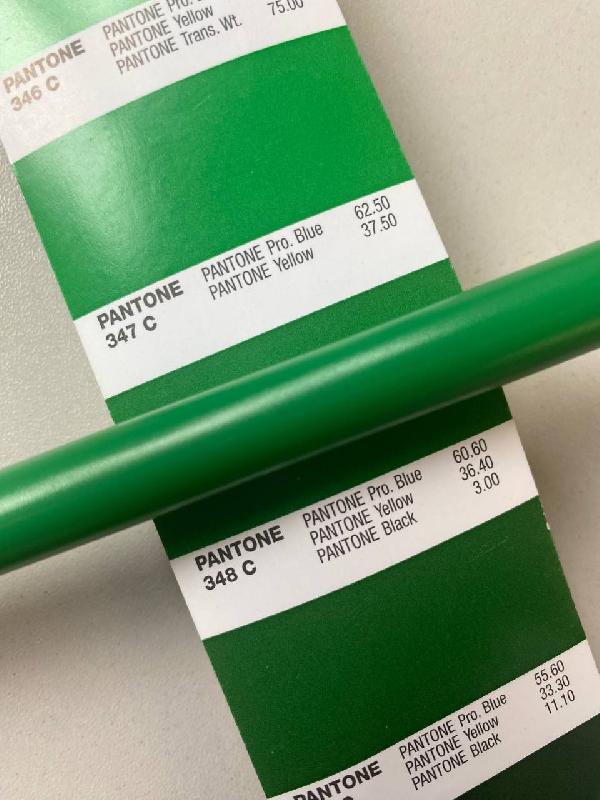 PANTONE
346 C
PANTONE Pro.
PANTONE Yellow
PANTONE Trans. Wt. 75.00
PANTONE
347 C
PANTONE Pro. Blue 62.50
PANTONE Yellow 37.50
PANTONE
348 C
PANTONE Pro. Blue 60.60
PANTONE Yellow 36.40
PANTONE Black 3.00
PANTONE
C
PANTONE Pro. Blue 55.60
PANTONE Yellow 33.30
PANTONE Black 11.10